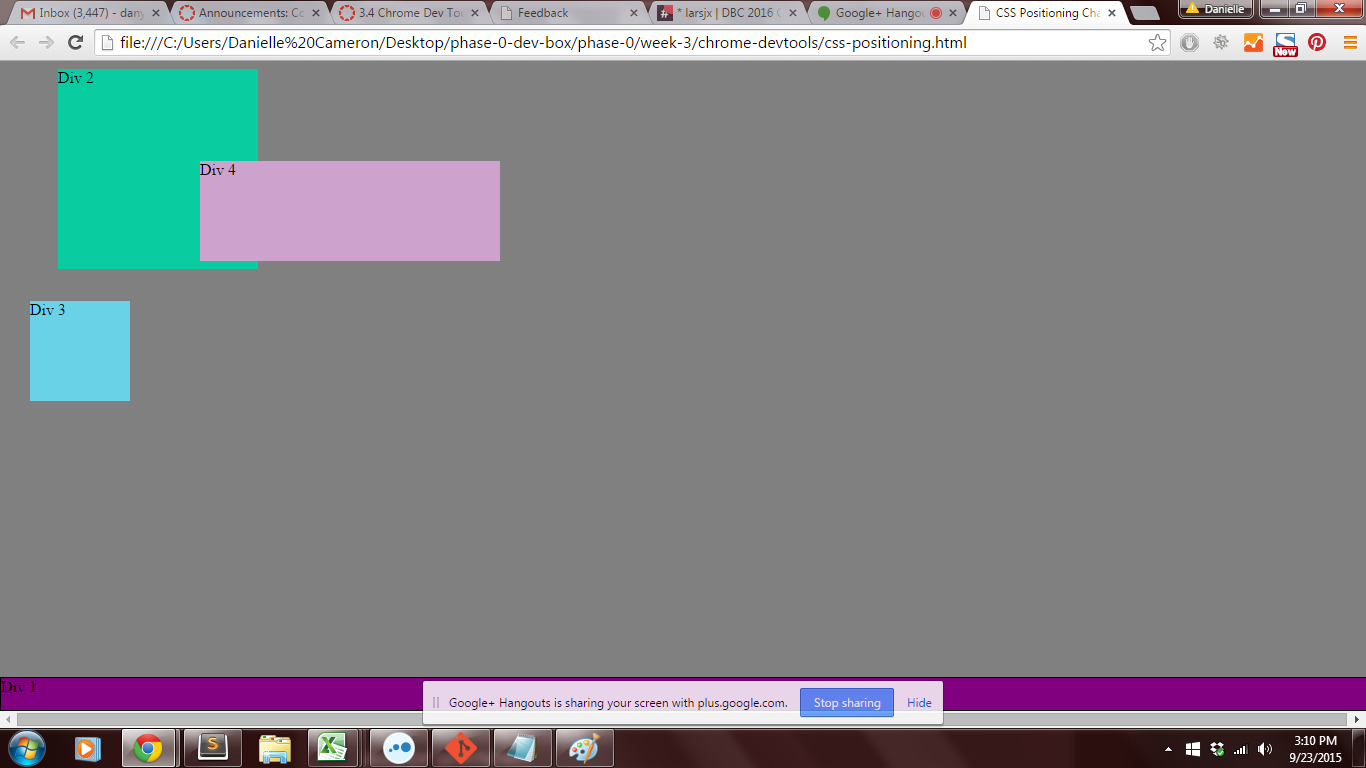 Inbox (3,447) - dany
Announcements: Co
3.4 Chrome Dev Too
Feedback
* larsjx | DBC 2016 C
Google+ Hangou
CSS Positioning Cha
Danielle
file:///C:/Users/Danielle%20Cameron/Desktop/phase-0-dev-box/phase-0/week-3/chrome-devtools/css-positioning.html
New
Div 2
Div 4
Div 3
Div 1
Google+ Hangouts is sharing your screen with plus.google.com.
Stop sharing
Hide
3:10 PM
9/23/2015